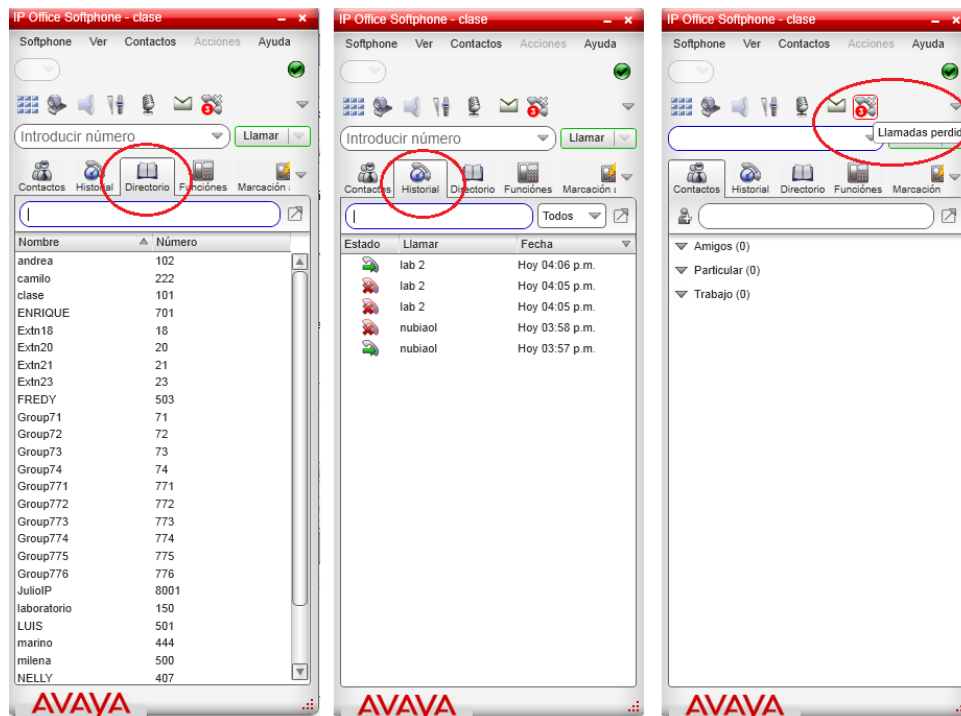 IP Office Softphone - clase
Softphone Ver Contactos Acciones Ayuda
3
Introducir número Llamar
Contactos Historial Directorio Funciónes Marcación
Nombre Número
andrea 102
camilo 222
clase 101
ENRIQUE 701
Extn18 18
Extn20 20
Extn21 21
Extn23 23
FREDY 503
Group71 71
Group72 72
Group73 73
Group74 74
Group771 771
Group772 772
Group773 773
Group774 774
Group775 775
Group776 776
JulioIP 8001
laboratorio 150
LUIS 501
marino 444
milena 500
NELLY 407
AVAYA
IP Office Softphone - clase
Softphone Ver Contactos Acciones Ayuda
3
Introducir número Llamar
Contactos Historial Directorio Funciónes Marcación
Todos
Estado Llamar Fecha
lab 2 Hoy 04:06 p.m.
lab 2 Hoy 04:05 p.m.
lab 2 Hoy 04:05 p.m.
nubiaol Hoy 03:58 p.m.
nubiaol Hoy 03:57 p.m.
AVAYA
IP Office Softphone - clase
Softphone Ver Contactos Acciones Ayuda
3
Llamadas perdid
Contactos Historial Directorio Funciónes Marcación
Amigos (0)
Particular (0)
Trabajo (0)
AVAYA